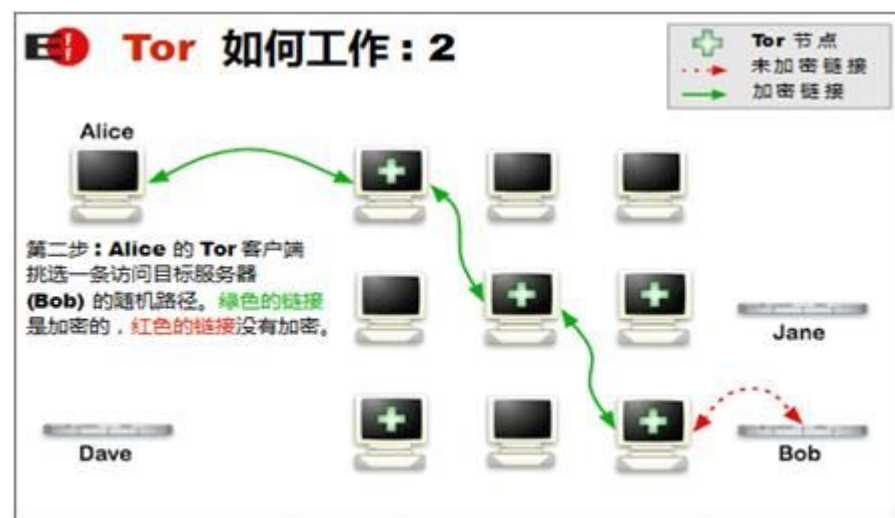 EFF Tor 如何工作：2
Tor 节点
未加密链接
加密链接
Alice
第二步：Alice 的 Tor 客户端
挑选一条访问目标服务器
(Bob) 的随机路径。绿色的链接
是加密的，红色的链接没有加密。
Jane
Dave
Bob